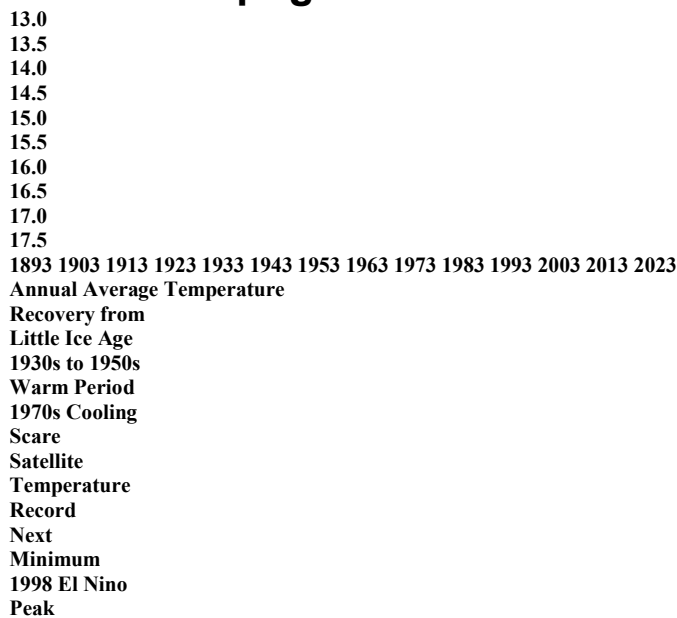 13.0
13.5
14.0
14.5
15.0
15.5
16.0
16.5
17.0
17.5
1893 1903 1913 1923 1933 1943 1953 1963 1973 1983 1993 2003 2013 2023
Annual Average Temperature
Recovery from
Little Ice Age
1930s to 1950s
Warm Period
1970s Cooling
Scare
Satellite
Temperature
Record
Next
Minimum
1998 El Nino
Peak